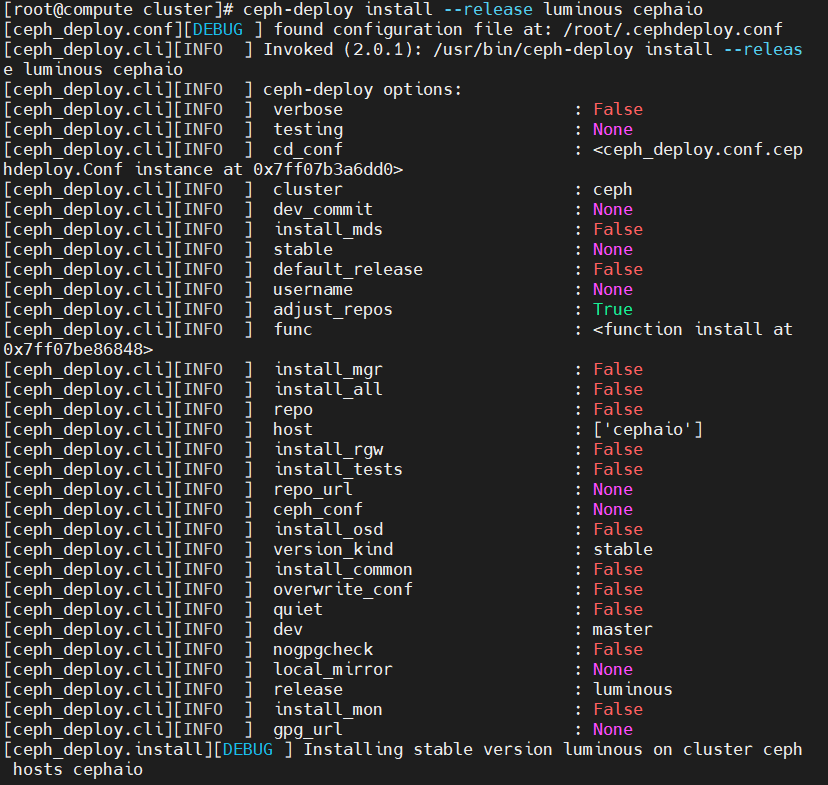 [root@compute cluster]# ceph-deploy install --release luminous cephaio
[ceph_deploy.conf][DEBUG ] found configuration file at: /root/.cephdeploy.conf
[ceph_deploy.cli][INFO  ] Invoked (2.0.1): /usr/bin/ceph-deploy install --releas
e luminous cephaio
[ceph_deploy.cli][INFO  ] ceph-deploy options:
[ceph_deploy.cli][INFO  ]  verbose                       : False
[ceph_deploy.cli][INFO  ]  testing                       : None
[ceph_deploy.cli][INFO  ]  cd_conf                       : <ceph_deploy.conf.cep
hdeploy.Conf instance at 0x7ff07b3a6dd0>
[ceph_deploy.cli][INFO  ]  cluster                       : ceph
[ceph_deploy.cli][INFO  ]  dev_commit                    : None
[ceph_deploy.cli][INFO  ]  install_mds                   : False
[ceph_deploy.cli][INFO  ]  stable                        : None
[ceph_deploy.cli][INFO  ]  default_release               : False
[ceph_deploy.cli][INFO  ]  username                      : None
[ceph_deploy.cli][INFO  ]  adjust_repos                  : True
[ceph_deploy.cli][INFO  ]  func                          : <function install at
0x7ff07be86848>
[ceph_deploy.cli][INFO  ]  install_mgr                   : False
[ceph_deploy.cli][INFO  ]  install_all                   : False
[ceph_deploy.cli][INFO  ]  repo                          : False
[ceph_deploy.cli][INFO  ]  host                          : ['cephaio']
[ceph_deploy.cli][INFO  ]  install_rgw                   : False
[ceph_deploy.cli][INFO  ]  install_tests                 : False
[ceph_deploy.cli][INFO  ]  repo_url                      : None
[ceph_deploy.cli][INFO  ]  ceph_conf                     : None
[ceph_deploy.cli][INFO  ]  install_osd                   : False
[ceph_deploy.cli][INFO  ]  version_kind                  : stable
[ceph_deploy.cli][INFO  ]  install_common                : False
[ceph_deploy.cli][INFO  ]  overwrite_conf                : False
[ceph_deploy.cli][INFO  ]  quiet                         : False
[ceph_deploy.cli][INFO  ]  dev                           : master
[ceph_deploy.cli][INFO  ]  nogpgcheck                    : False
[ceph_deploy.cli][INFO  ]  local_mirror                  : None
[ceph_deploy.cli][INFO  ]  release                       : luminous
[ceph_deploy.cli][INFO  ]  install_mon                   : False
[ceph_deploy.cli][INFO  ]  gpg_url                       : None
[ceph_deploy.install][DEBUG ] Installing stable version luminous on cluster ceph
 hosts cephaio